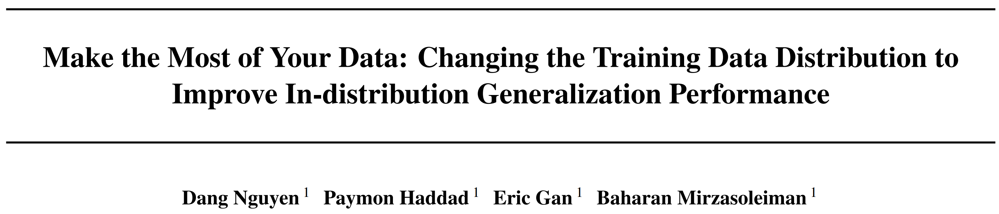 Make the Most of Your Data: Changing the Training Data Distribution to
Improve In-distribution Generalization Performance
Dang Nguyen 1 Paymon Haddad 1 Eric Gan 1 Baharan Mirzasoleiman 1